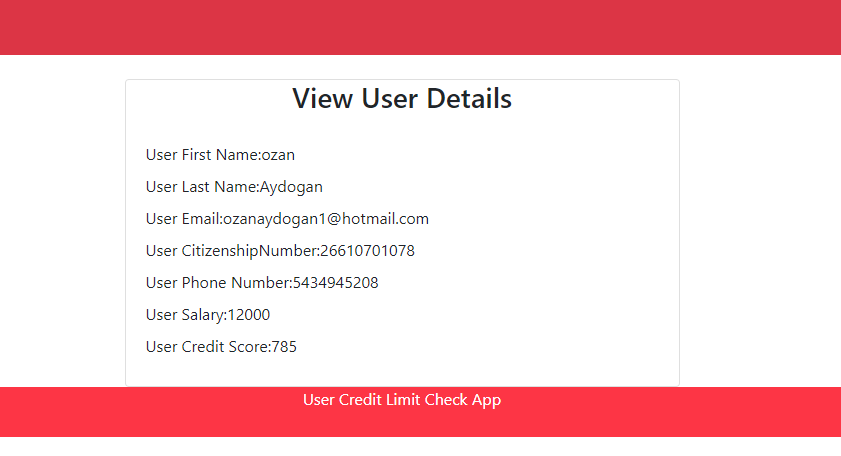 View User Details
User First Name:ozan
User Last Name:Aydogan
User Email:ozanaydogan1@hotmail.com
User CitizenshipNumber:26610701078
User Phone Number:5434945208
User Salary:12000
User Credit Score:785
User Credit Limit Check App